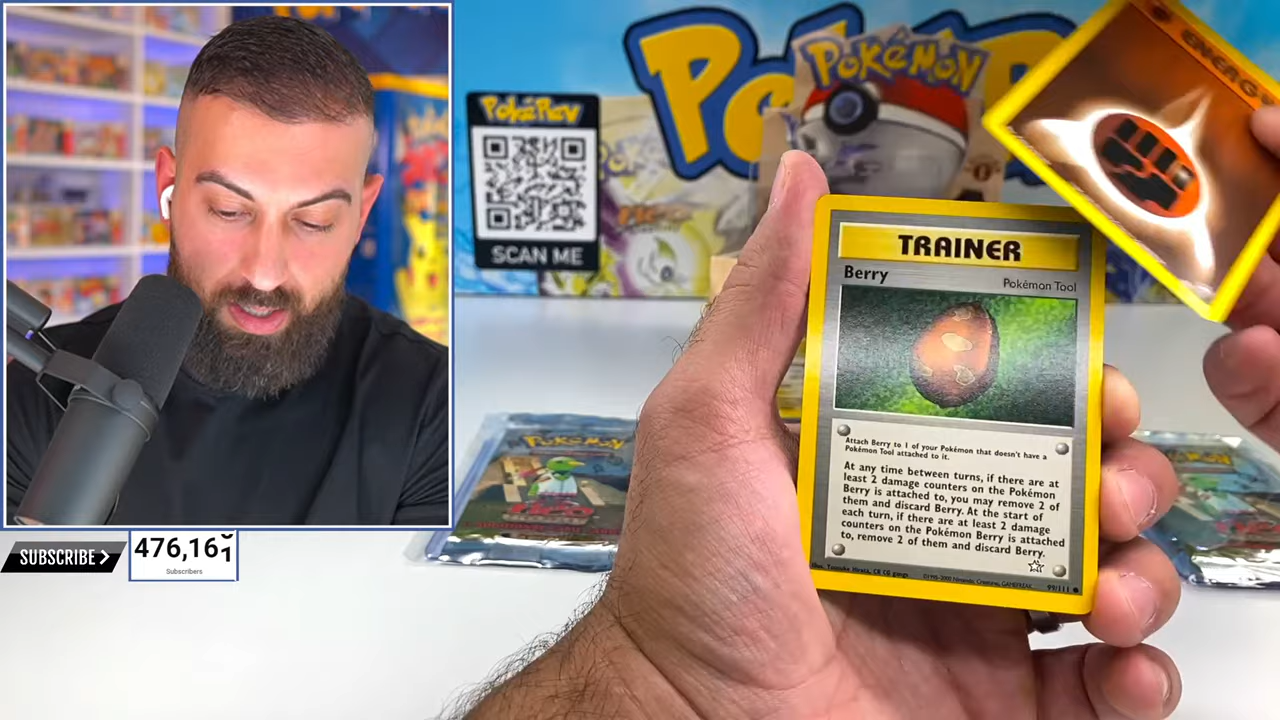 PokéRev
SCAN ME
POKéMON
ENERGY
TRAINER
Berry
Pokémon Tool
Attach Berry to 1 of your Pokémon that doesn't have a
Pokémon Tool attached to it.
At any time between turns, if there are at
least 2 damage counters on the Pokémon
Berry is attached to, you may remove 2 of
them and discard Berry. At the start of
each turn, if there are at least 2 damage
counters on the Pokémon Berry is attached
to, remove 2 of them and discard Berry.
99/111
POKéMON
SUBSCRIBE
476,161
Subscribers